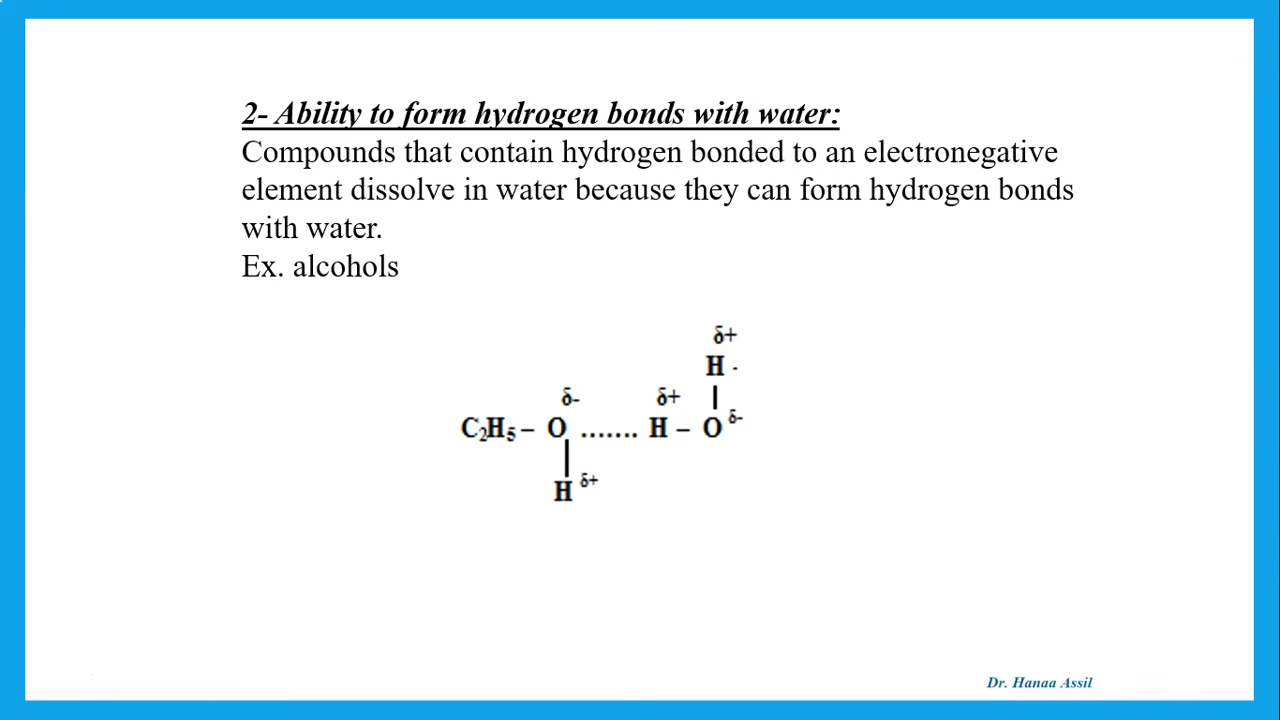 2- Ability to form hydrogen bonds with water:
Compounds that contain hydrogen bonded to an electronegative
element dissolve in water because they can form hydrogen bonds
with water.
Ex. alcohols
δ+
H
δ- δ+
C₂H₅ – O ....... H – O δ-
H δ+
Dr. Hanaa Assil